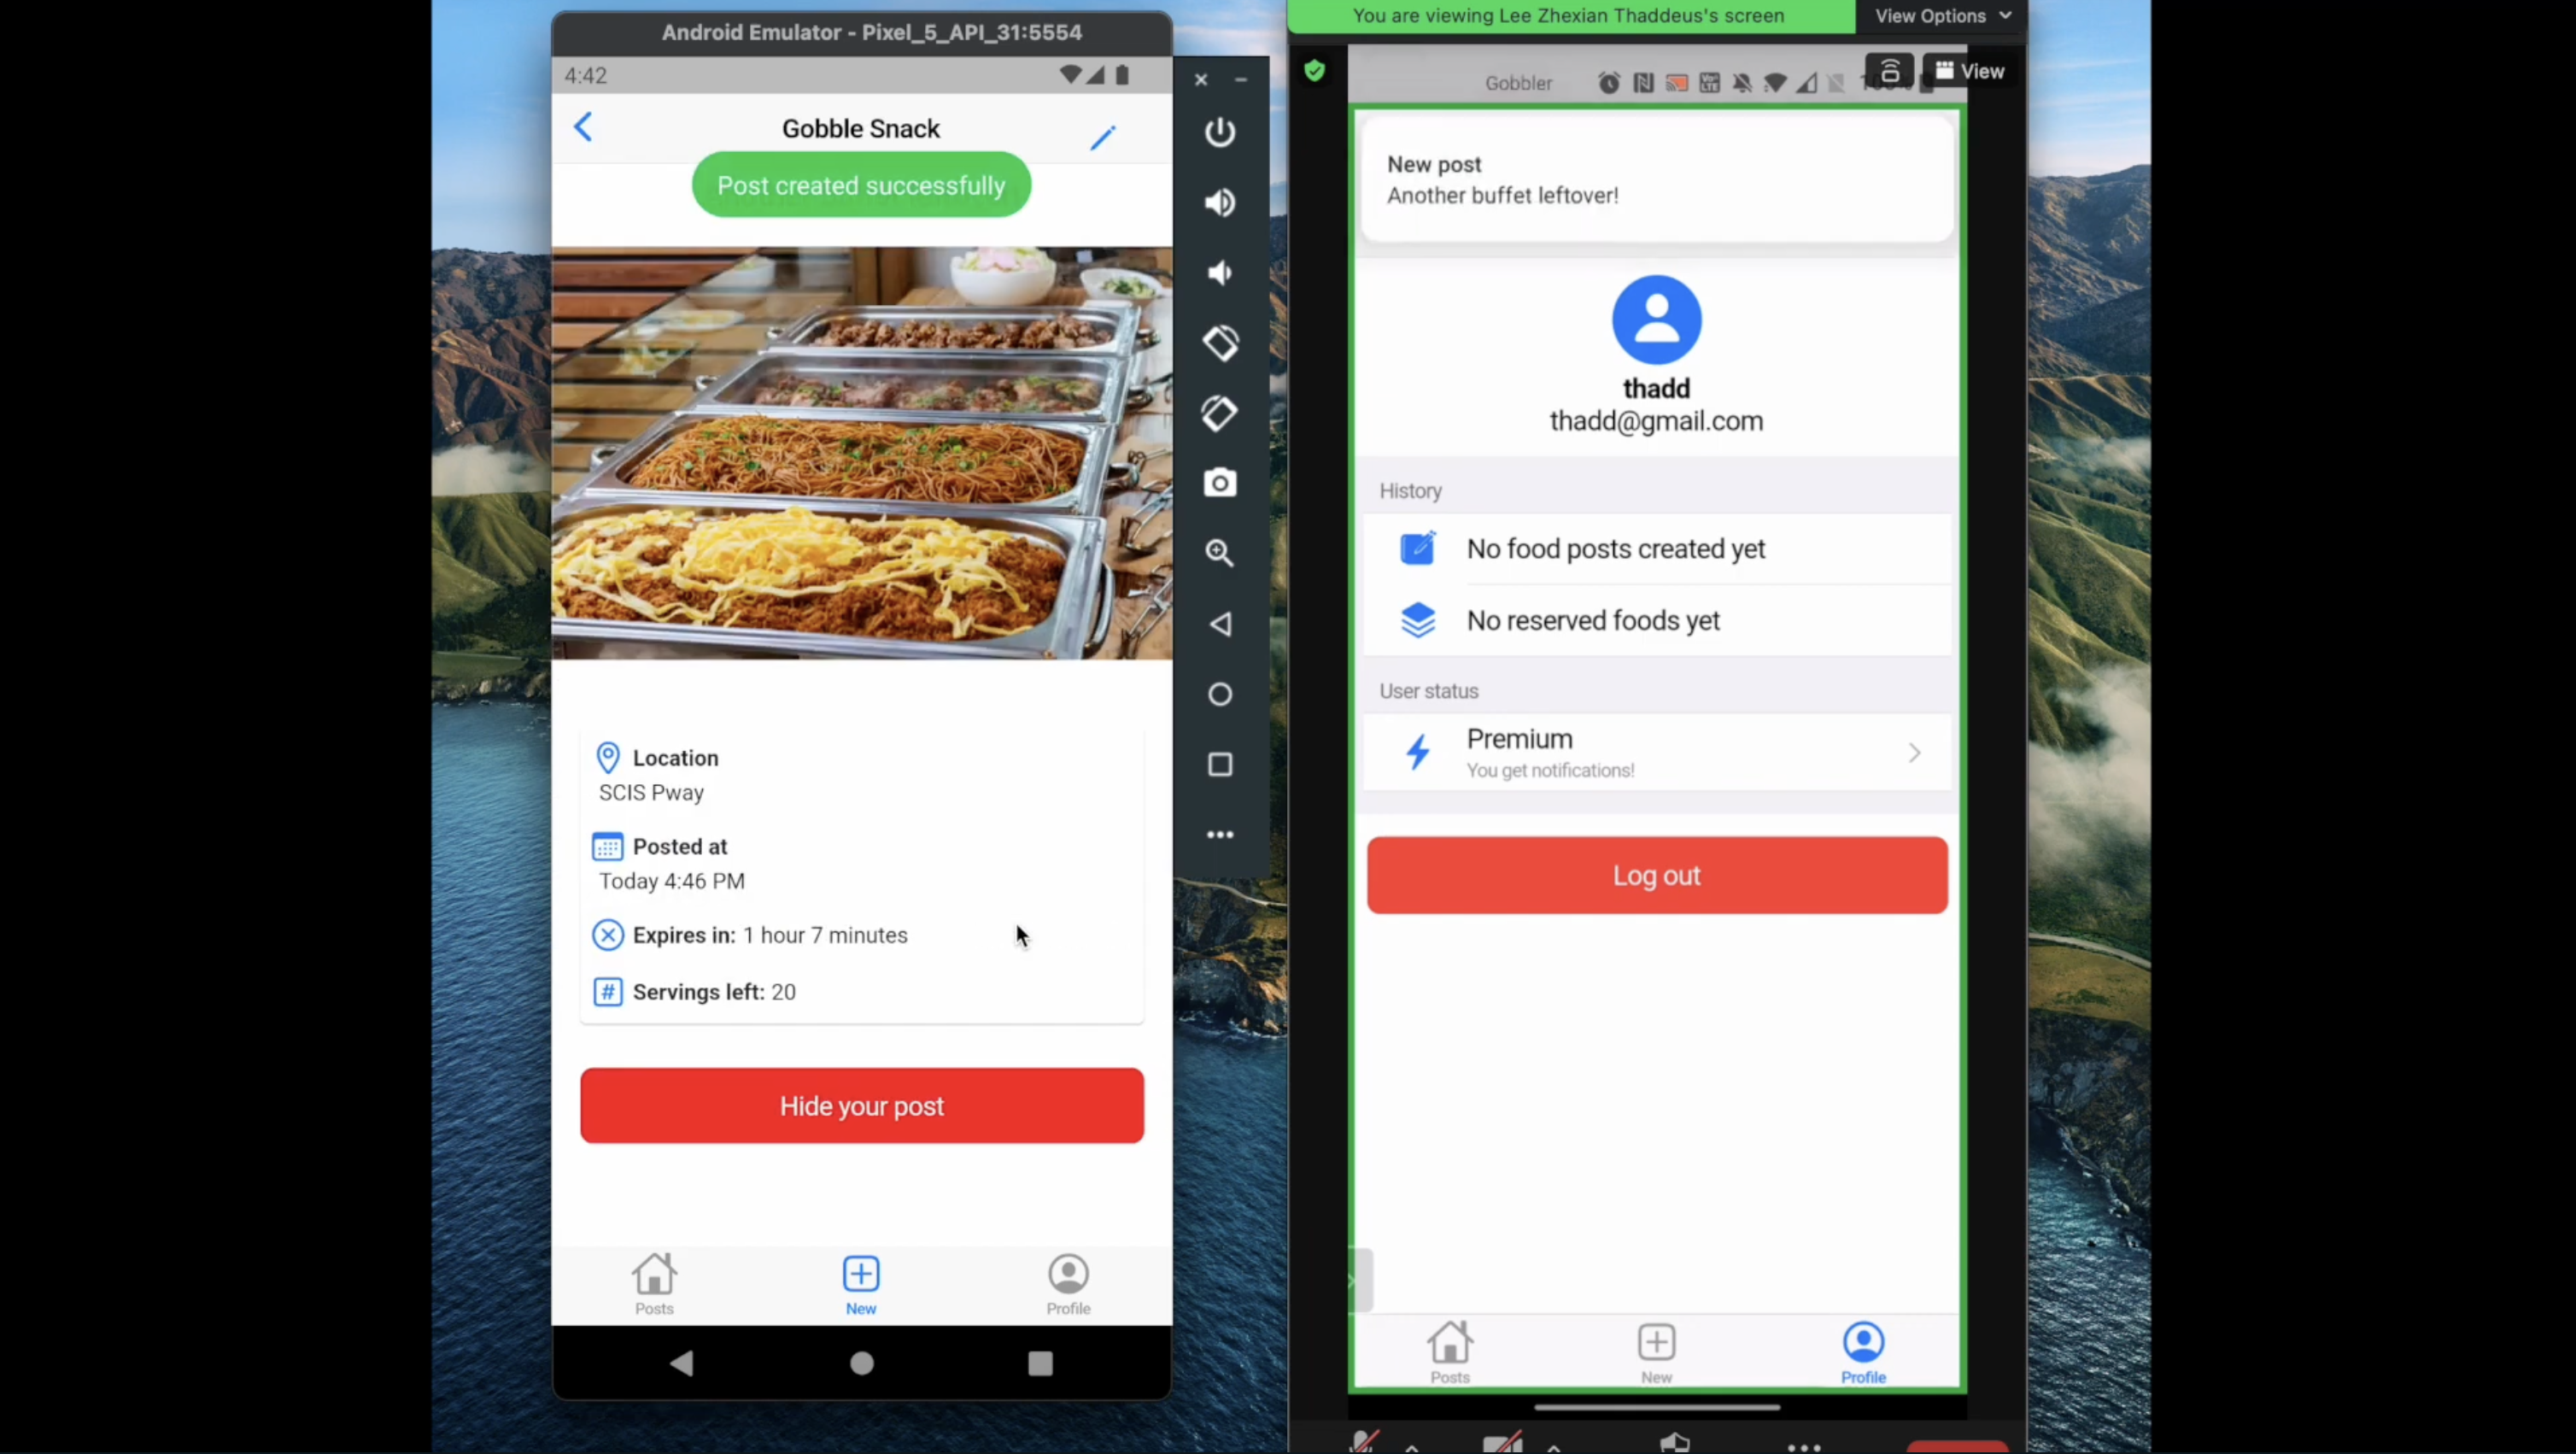 Android Emulator - Pixel_5_API_31:5554
4:42
Gobble Snack
Post created successfully
Location
SCIS Pway
Posted at
Today 4:46 PM
Expires in: 1 hour 7 minutes
# Servings left: 20
Hide your post
Posts
New
Profile
You are viewing Lee Zhexian Thaddeus's screen
View Options
View
Gobbler
New post
Another buffet leftover!
thadd
thadd@gmail.com
History
No food posts created yet
No reserved foods yet
User status
Premium
You get notifications!
Log out
Posts
New
Profile